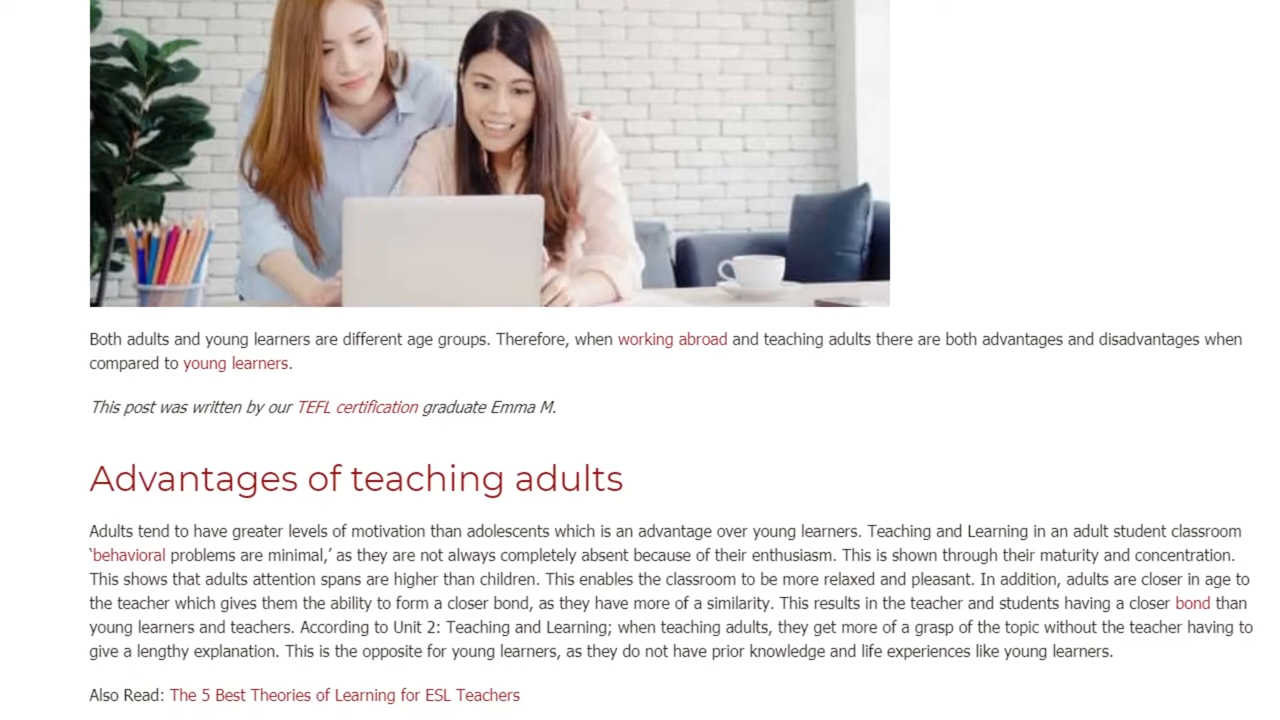 Both adults and young learners are different age groups. Therefore, when working abroad and teaching adults there are both advantages and disadvantages when
compared to young learners.
This post was written by our TEFL certification graduate Emma M.
Advantages of teaching adults
Adults tend to have greater levels of motivation than adolescents which is an advantage over young learners. Teaching and Learning in an adult student classroom
‘behavioral problems are minimal,’ as they are not always completely absent because of their enthusiasm. This is shown through their maturity and concentration.
This shows that adults attention spans are higher than children. This enables the classroom to be more relaxed and pleasant. In addition, adults are closer in age to
the teacher which gives them the ability to form a closer bond, as they have more of a similarity. This results in the teacher and students having a closer bond than
young learners and teachers. According to Unit 2: Teaching and Learning; when teaching adults, they get more of a grasp of the topic without the teacher having to
give a lengthy explanation. This is the opposite for young learners, as they do not have prior knowledge and life experiences like young learners.
Also Read: The 5 Best Theories of Learning for ESL Teachers